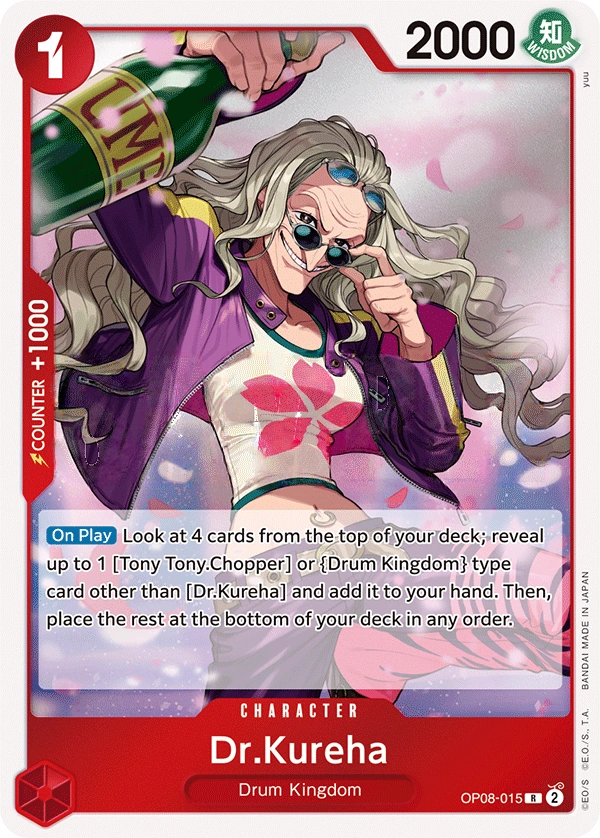 1
2000
知
WISDOM
yuu
UME
COUNTER +1000
On Play Look at 4 cards from the top of your deck; reveal
up to 1 [Tony Tony.Chopper] or {Drum Kingdom} type
card other than [Dr.Kureha] and add it to your hand. Then,
place the rest at the bottom of your deck in any order.
CHARACTER
Dr.Kureha
Drum Kingdom
OP08-015 R 2
©EO/S ©E.O./S., T.A. BANDAI MADE IN JAPAN